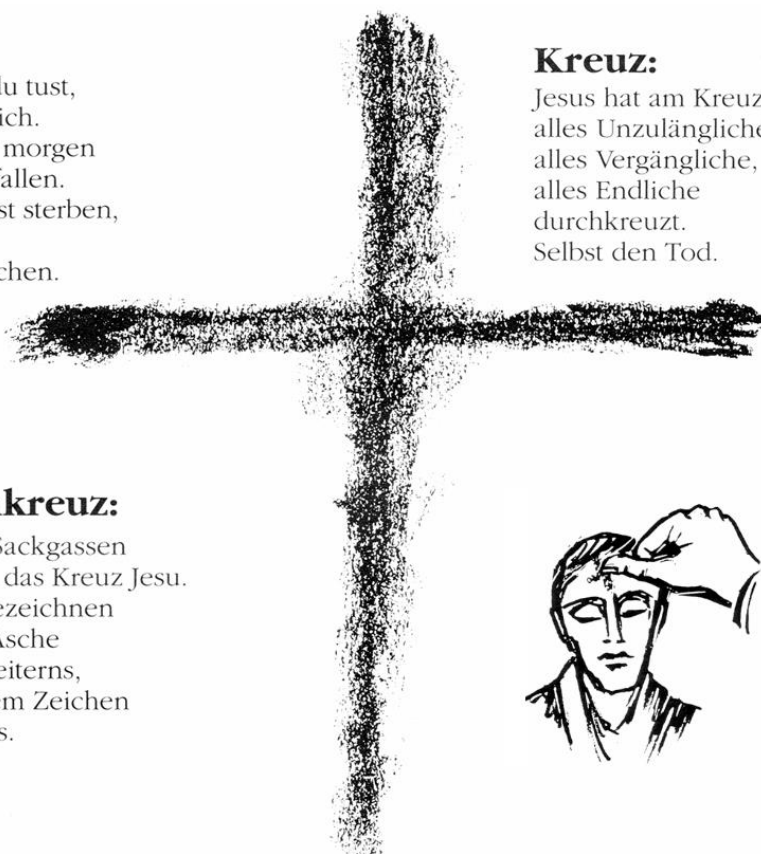 du tust,
ich.
morgen
fallen.
st sterben,
chen.
Kreuz:
Jesus hat am Kreuz
alles Unzulängliche
alles Vergängliche,
alles Endliche
durchkreuzt.
Selbst den Tod.
kreuz:
Sackgassen
das Kreuz Jesu.
ezeichnen
Asche
eiterns,
em Zeichen
s.